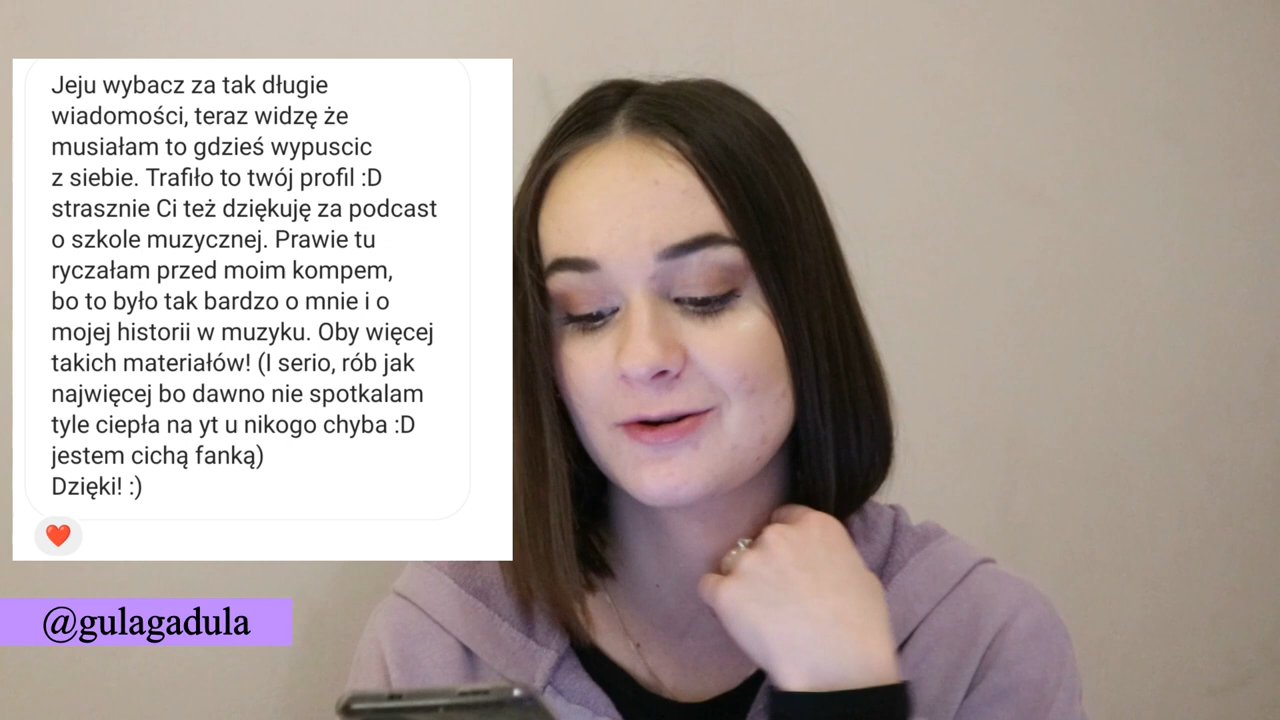 Jeju wybacz za tak długie
wiadomości, teraz widzę że
musiałam to gdzieś wypuscic
z siebie. Trafiło to twój profil :D
strasznie Ci też dziękuję za podcast
o szkole muzycznej. Prawie tu
ryczałam przed moim kompem,
bo to było tak bardzo o mnie i o
mojej historii w muzyku. Oby więcej
takich materiałów! (I serio, rób jak
najwięcej bo dawno nie spotkalam
tyle ciepła na yt u nikogo chyba :D
jestem cichą fanką)
Dzięki! :)
@gulagadula